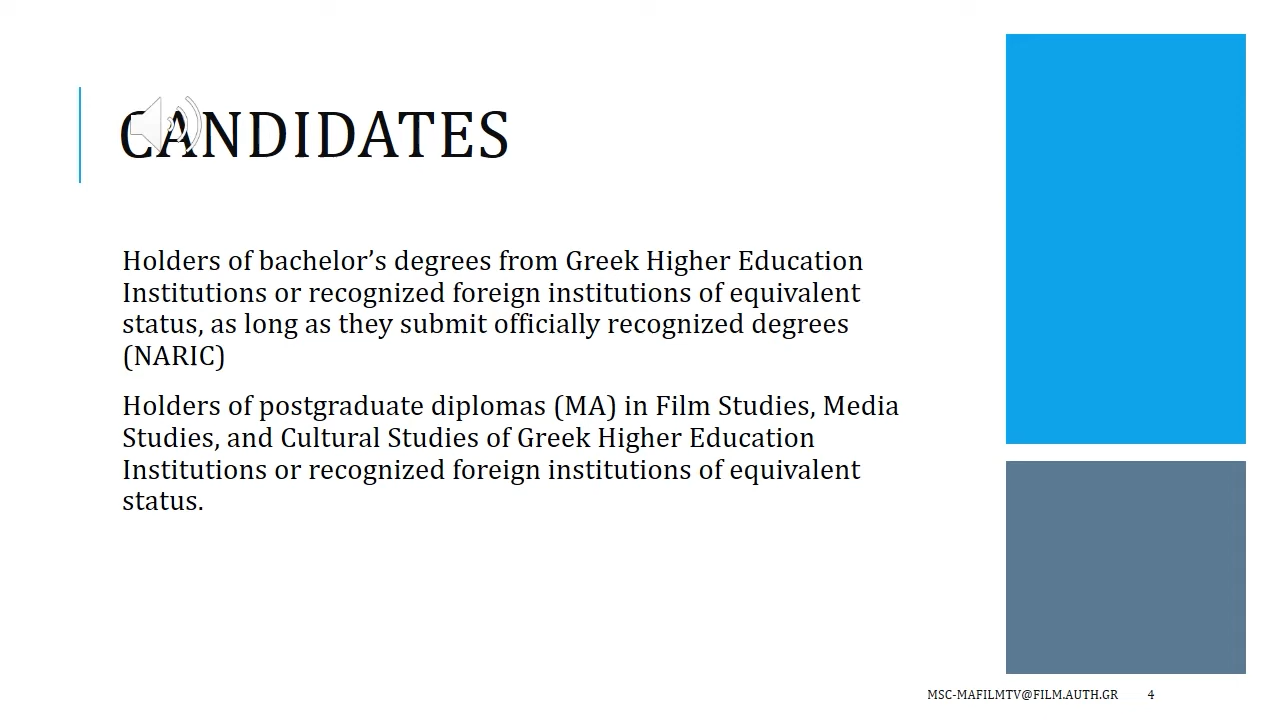 CANDIDATES
Holders of bachelor’s degrees from Greek Higher Education
Institutions or recognized foreign institutions of equivalent
status, as long as they submit officially recognized degrees
(NARIC)
Holders of postgraduate diplomas (MA) in Film Studies, Media
Studies, and Cultural Studies of Greek Higher Education
Institutions or recognized foreign institutions of equivalent
status.
MSC-MAFILMTV@FILM.AUTH.GR 4